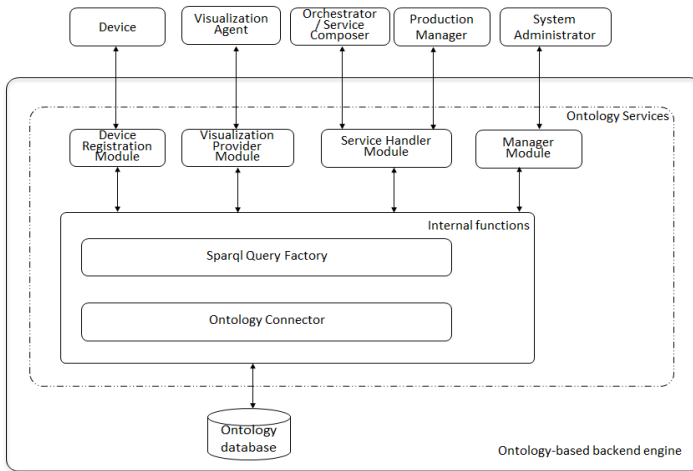 Device
Visualization
Agent
Orchestrator
/ Service
Composer
Production
Manager
System
Administrator
Ontology Services
Device
Registration
Module
Visualization
Provider
Module
Service Handler
Module
Manager
Module
Internal functions
Sparql Query Factory
Ontology Connector
Ontology
database
Ontology-based backend engine